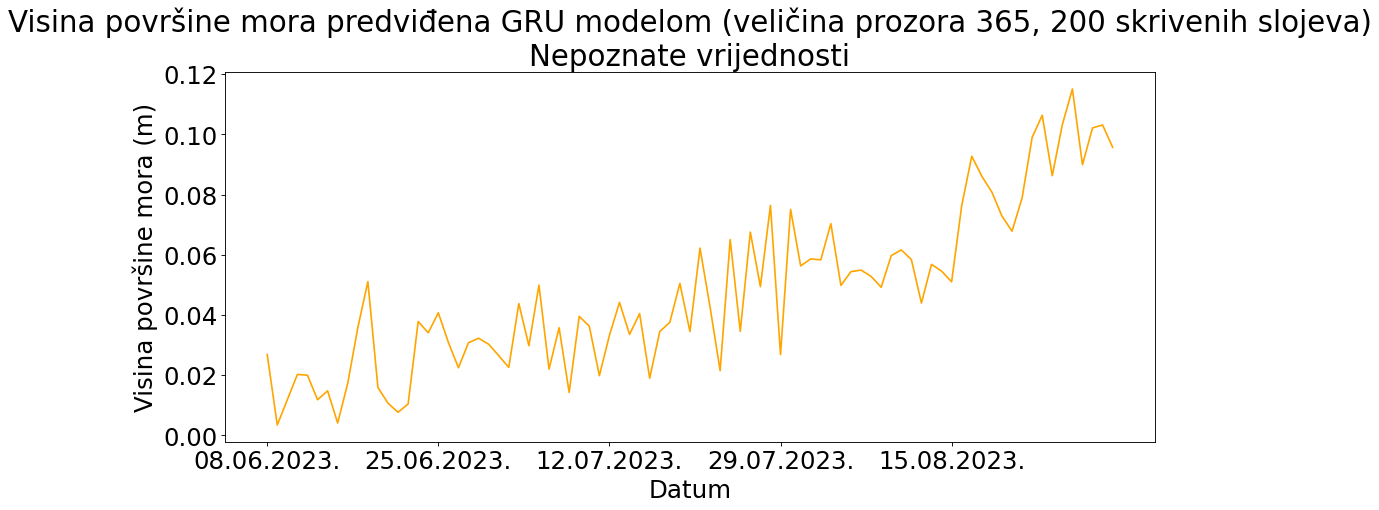 Visina površine mora predviđena GRU modelom (veličina prozora 365, 200 skrivenih slojeva)
Nepoznate vrijednosti
0.12
0.10
0.08
0.06
0.04
0.02
0.00
Visina površine mora (m)
08.06.2023. 25.06.2023. 12.07.2023. 29.07.2023. 15.08.2023.
Datum